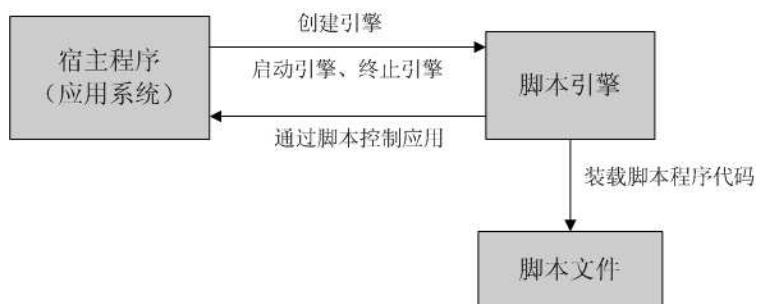 创建引擎
宿主程序
（应用系统）
启动引擎、终止引擎
脚本引擎
通过脚本控制应用
装载脚本程序代码
脚本文件